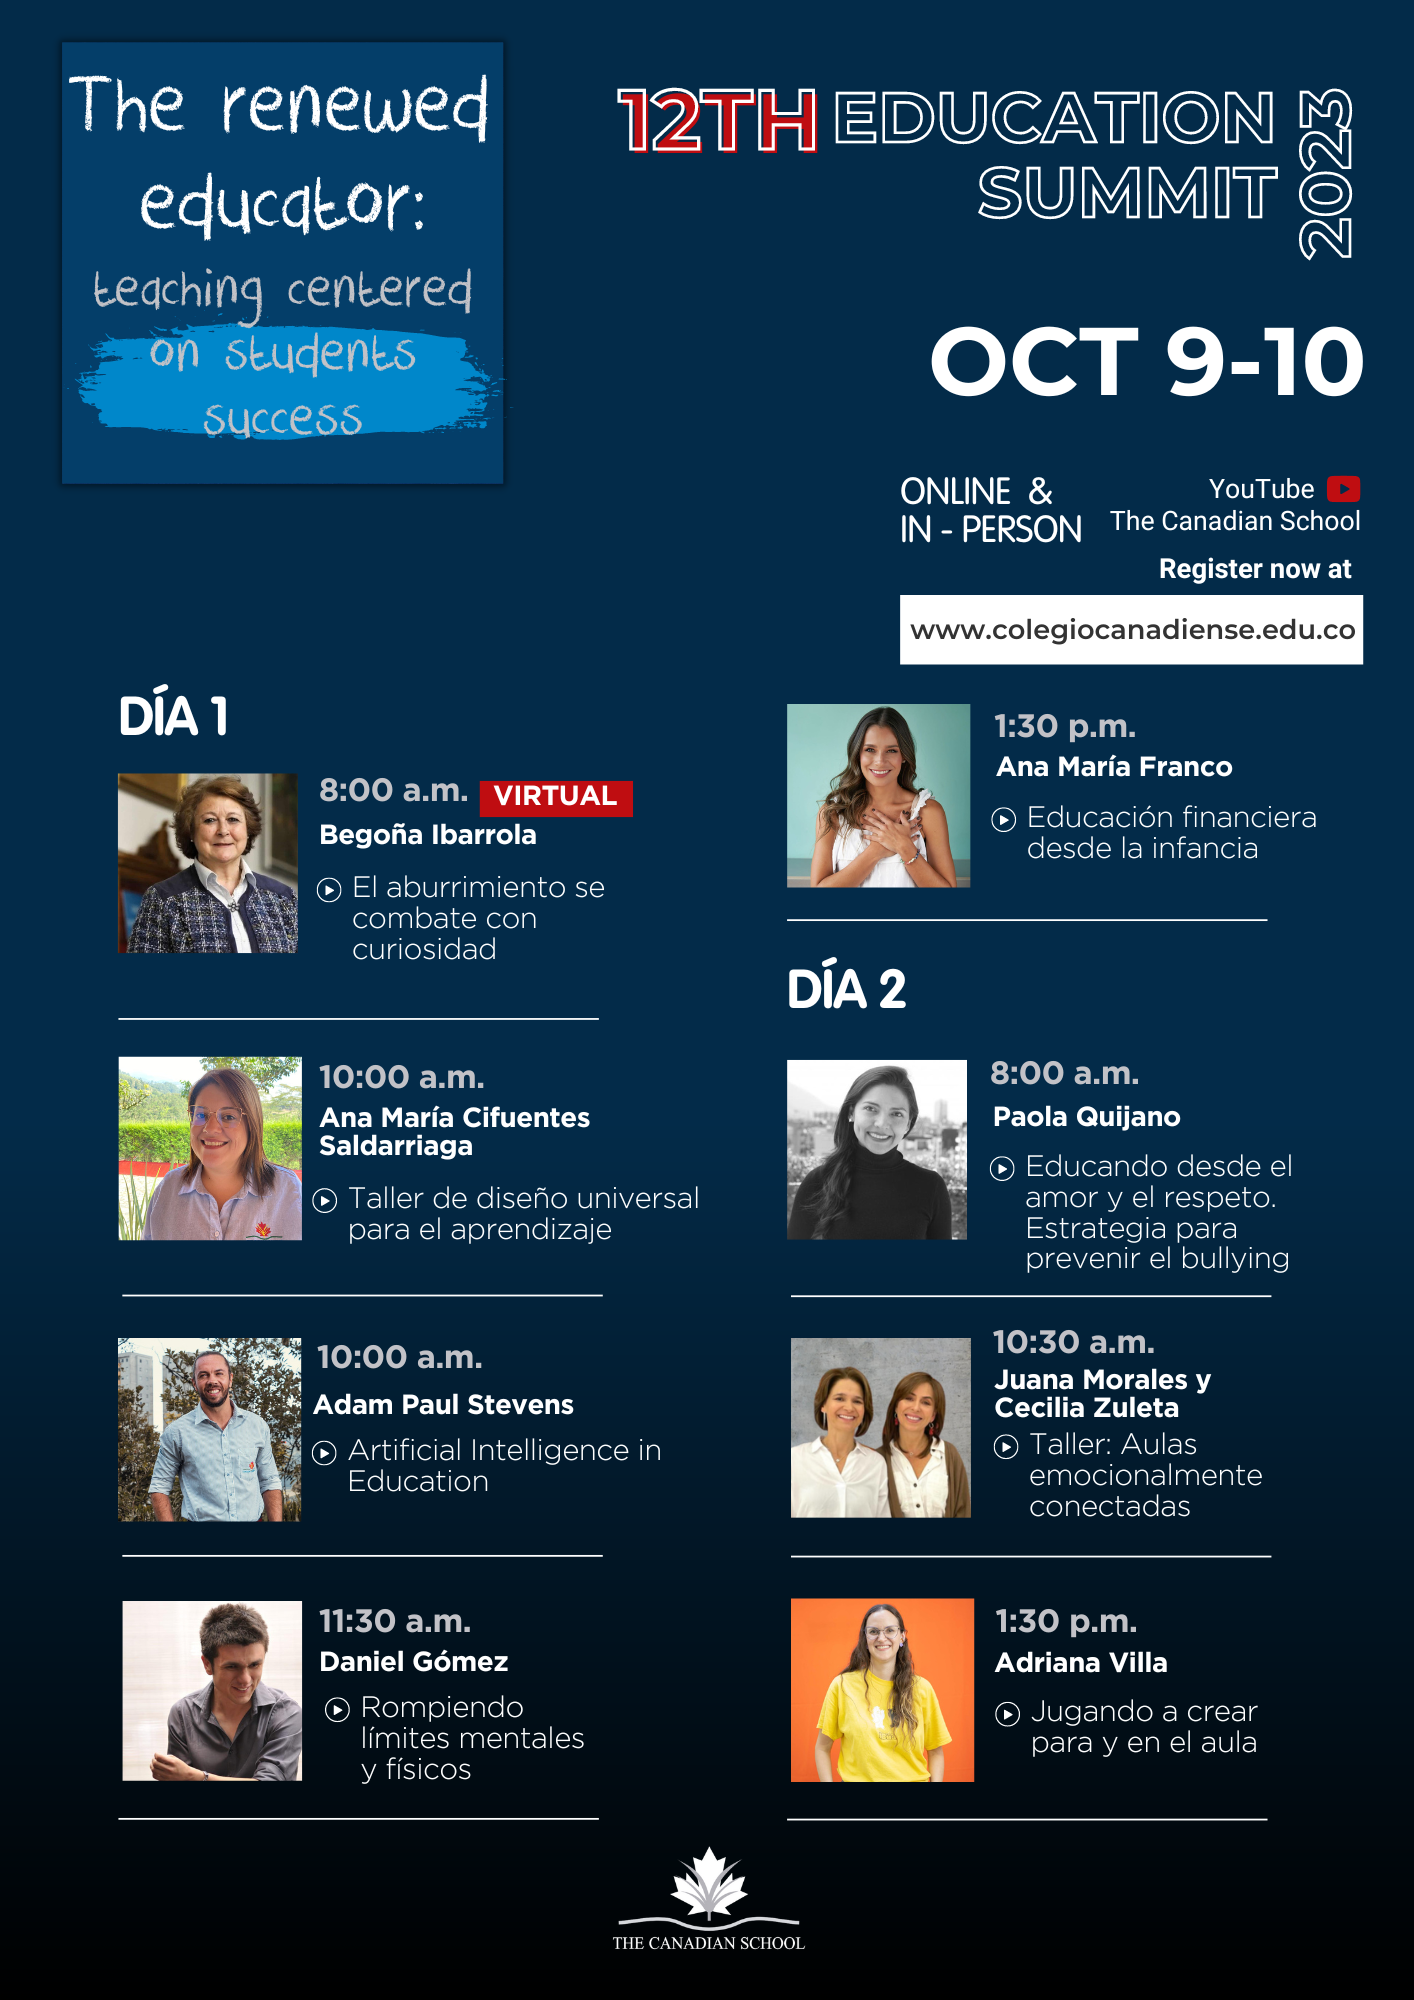 The renewed
educator:
teaching centered
on students
success
12TH EDUCATION
SUMMIT
2023
OCT 9-10
ONLINE &
IN - PERSON
YouTube
The Canadian School
Register now at
www.colegiocanadiense.edu.co
DÍA 1
8:00 a.m. VIRTUAL
Begoña Ibarrola
El aburrimiento se
combate con
curiosidad
10:00 a.m.
Ana María Cifuentes
Saldarriaga
Taller de diseño universal
para el aprendizaje
10:00 a.m.
Adam Paul Stevens
Artificial Intelligence in
Education
11:30 a.m.
Daniel Gómez
Rompiendo
límites mentales
y físicos
1:30 p.m.
Ana María Franco
Educación financiera
desde la infancia
DÍA 2
8:00 a.m.
Paola Quijano
Educando desde el
amor y el respeto.
Estrategia para
prevenir el bullying
10:30 a.m.
Juana Morales y
Cecilia Zuleta
Taller: Aulas
emocionalmente
conectadas
1:30 p.m.
Adriana Villa
Jugando a crear
para y en el aula
THE CANADIAN SCHOOL